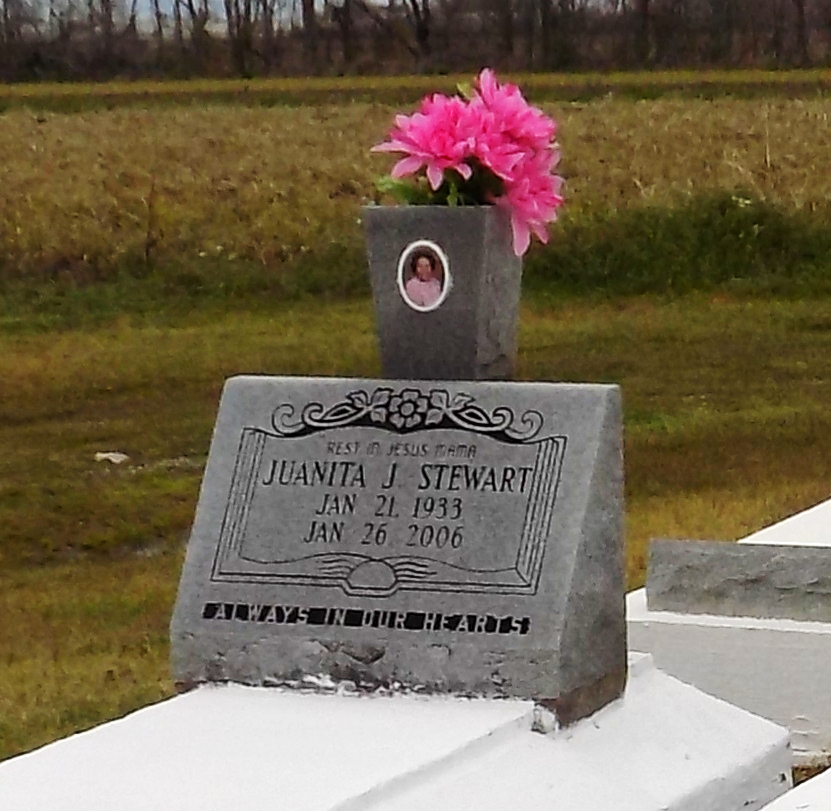 REST IN JESUS MAMA
JUANITA J. STEWART
JAN 21, 1933
JAN 26 2006
ALWAYS IN OUR HEARTS